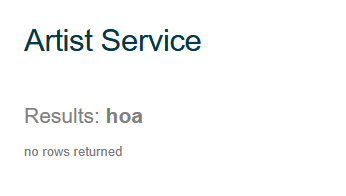 Artist Service
Results: hoa
no rows returned